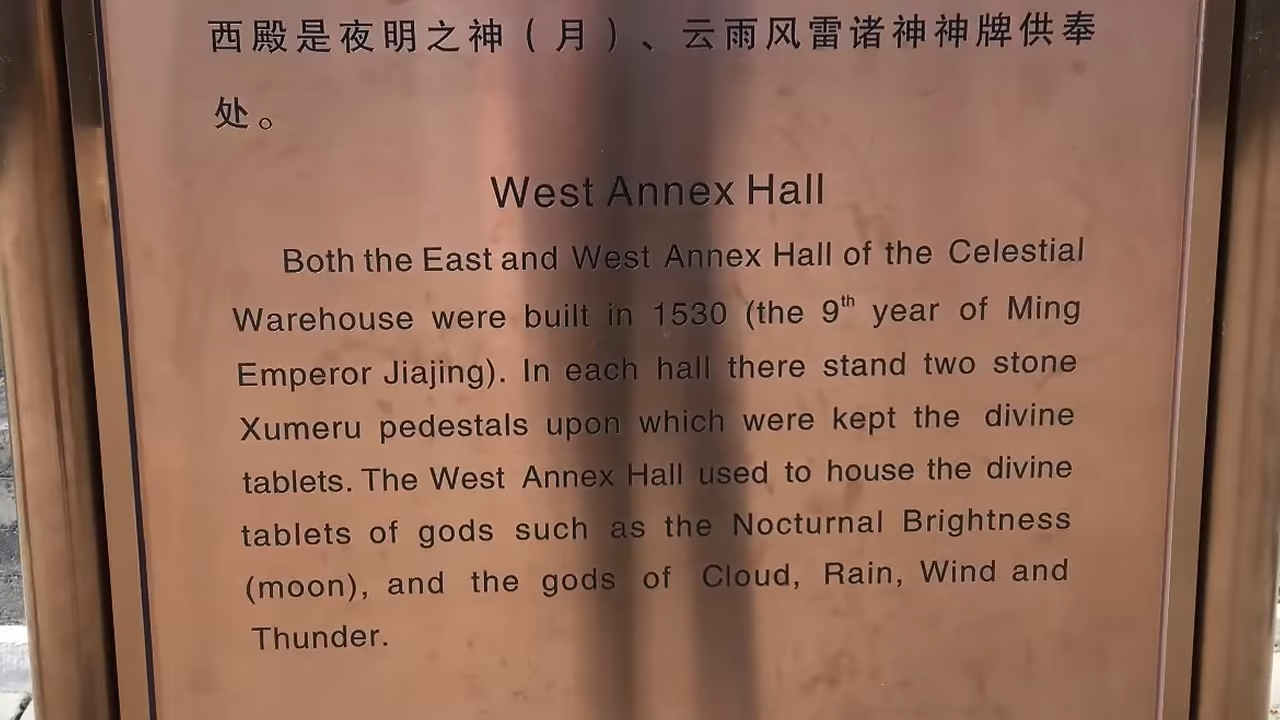 西殿是夜明之神（月）、云雨风雷诸神神牌供奉
处。
West Annex Hall
Both the East and West Annex Hall of the Celestial
Warehouse were built in 1530 (the 9th year of Ming
Emperor Jiajing). In each hall there stand two stone
Xumeru pedestals upon which were kept the divine
tablets. The West Annex Hall used to house the divine
tablets of gods such as the Nocturnal Brightness
(moon), and the gods of Cloud, Rain, Wind and
Thunder.